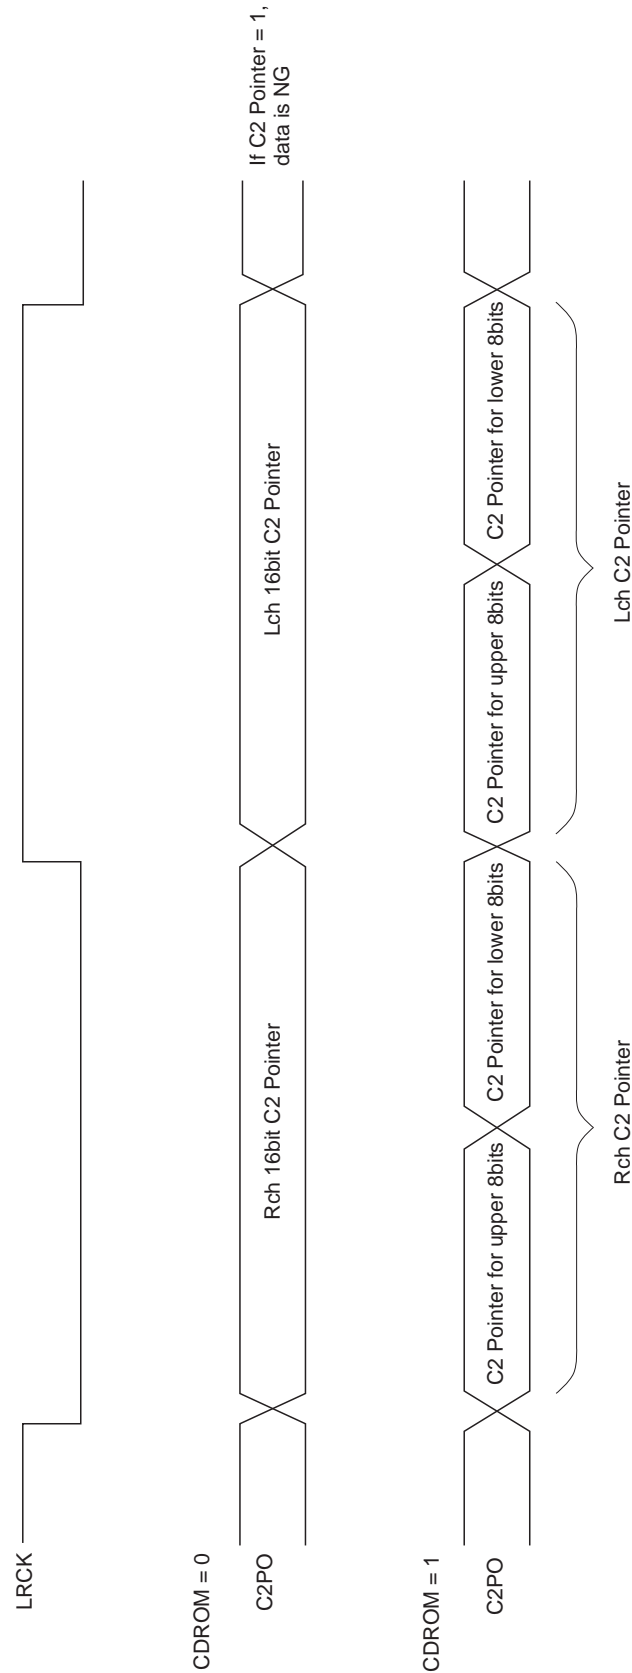 LRCK
CDROM = 0
C2PO
Rch 16bit C2 Pointer
Lch 16bit C2 Pointer
If C2 Pointer = 1,
data is NG
CDROM = 1
C2PO
C2 Pointer for upper 8bits
C2 Pointer for lower 8bits
C2 Pointer for upper 8bits
C2 Pointer for lower 8bits
Rch C2 Pointer
Lch C2 Pointer